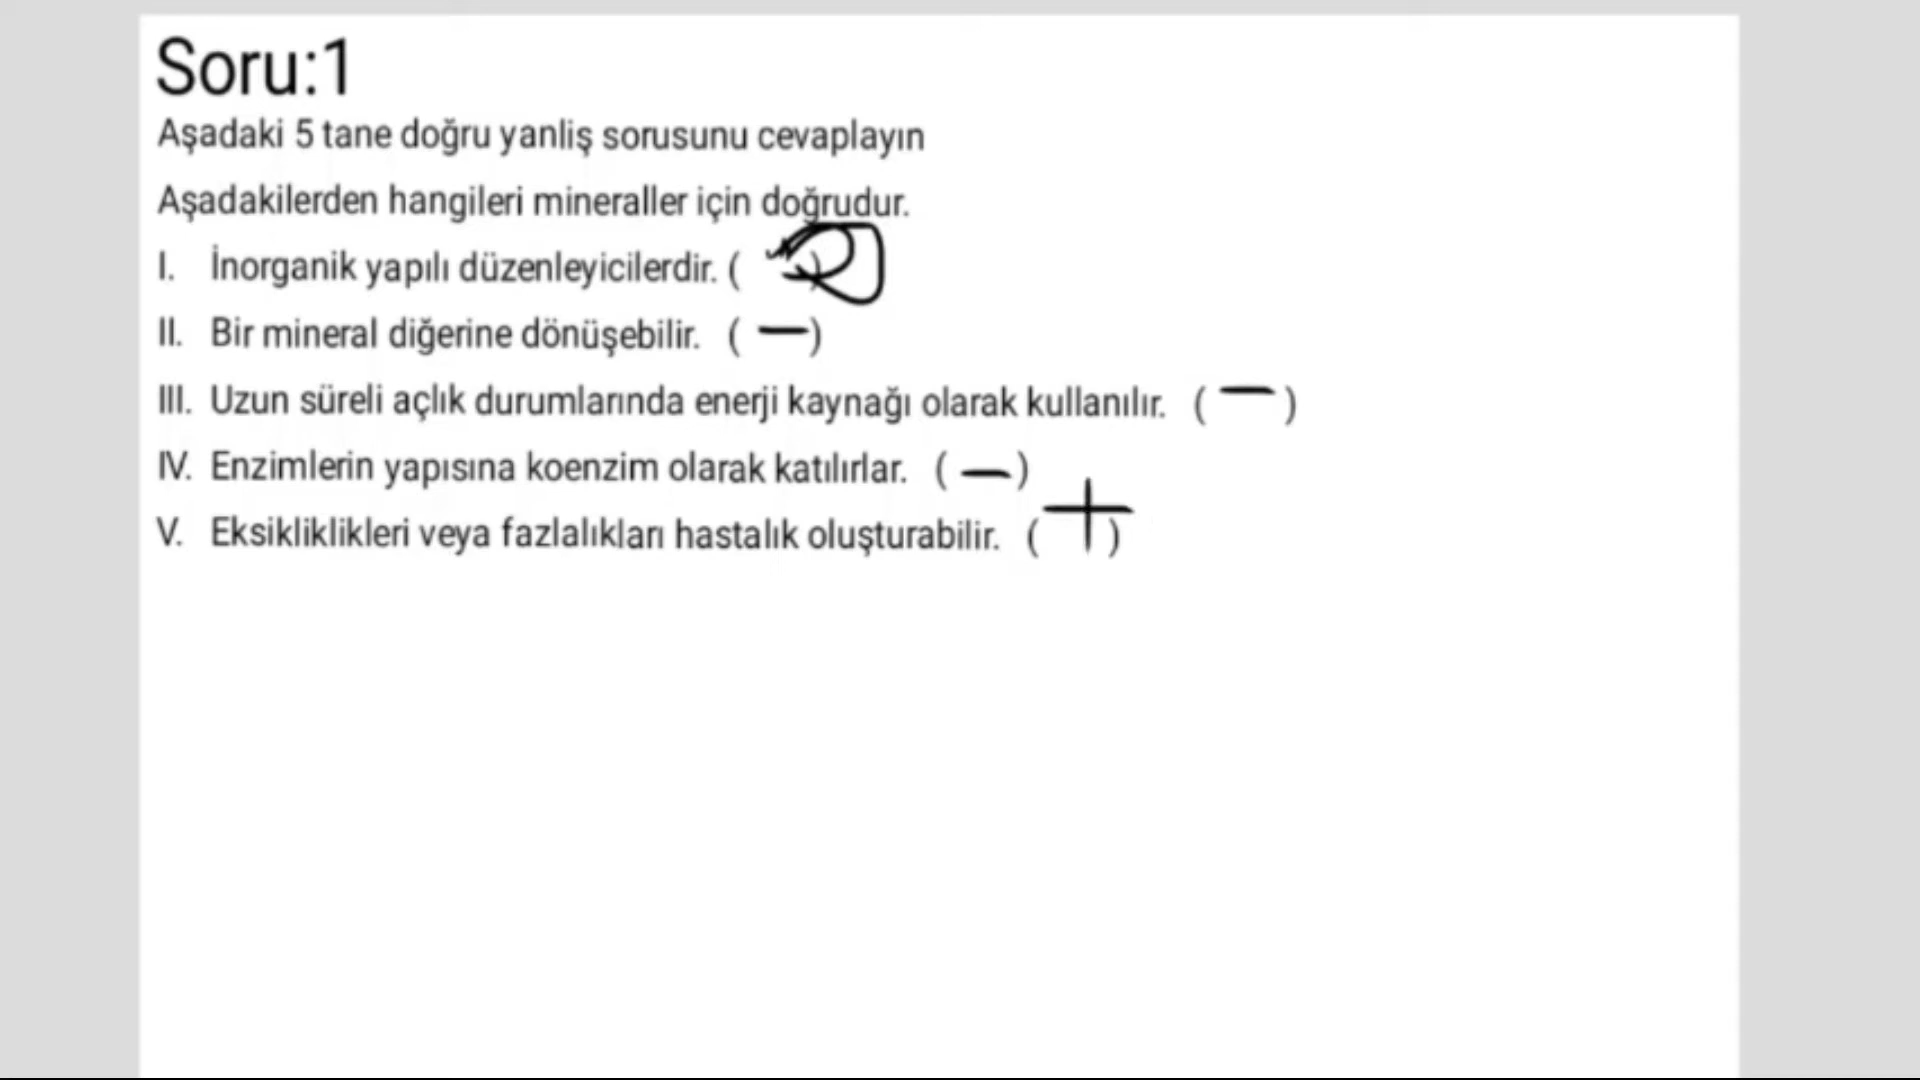 Soru:1
Aşadaki 5 tane doğru yanliş sorusunu cevaplayın
Aşadakilerden hangileri mineraller için doğrudur.
I. İnorganik yapılı düzenleyicilerdir. ( )
II. Bir mineral diğerine dönüşebilir. ( – )
III. Uzun süreli açlık durumlarında enerji kaynağı olarak kullanılır. ( – )
IV. Enzimlerin yapısına koenzim olarak katılırlar. ( – )
V. Eksikliklikleri veya fazlalıkları hastalık oluşturabilir. ( + )